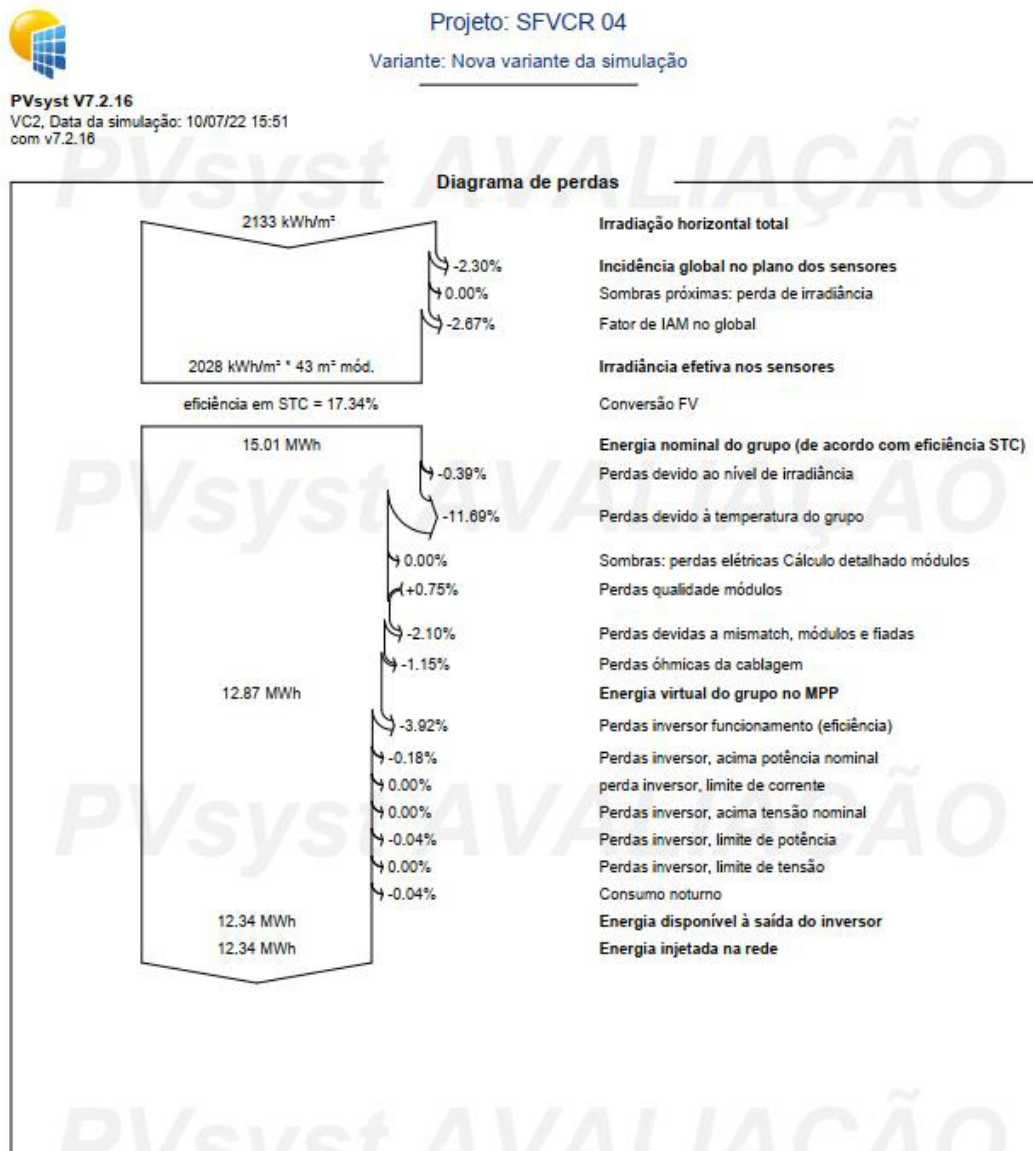 Projeto: SFVCR 04
Variante: Nova variante da simulação
PVsyst V7.2.16
VC2, Data da simulação: 10/07/22 15:51
com v7.2.16
PVsyst AVALIAÇÃO
Diagrama de perdas
2133 kWh/m² Irradiação horizontal total
-2.30% Incidência global no plano dos sensores
0.00% Sombras próximas: perda de irradiância
-2.67% Fator de IAM no global
2028 kWh/m² * 43 m² mód. Irradiância efetiva nos sensores
eficiência em STC = 17.34% Conversão FV
15.01 MWh Energia nominal do grupo (de acordo com eficiência STC)
-0.39% Perdas devido ao nível de irradiância
PVsyst AVALIAÇÃO
-11.69% Perdas devido à temperatura do grupo
0.00% Sombras: perdas elétricas Cálculo detalhado módulos
+0.75% Perdas qualidade módulos
-2.10% Perdas devidas a mismatch, módulos e fiadas
-1.15% Perdas óhmicas da cablagem
12.87 MWh Energia virtual do grupo no MPP
-3.92% Perdas inversor funcionamento (eficiência)
-0.18% Perdas inversor, acima potência nominal
0.00% perda inversor, limite de corrente
0.00% Perdas inversor, acima tensão nominal
PVsyst AVALIAÇÃO
-0.04% Perdas inversor, limite de potência
0.00% Perdas inversor, limite de tensão
-0.04% Consumo noturno
12.34 MWh Energia disponível à saída do inversor
12.34 MWh Energia injetada na rede
PVsyst AVALIAÇÃO